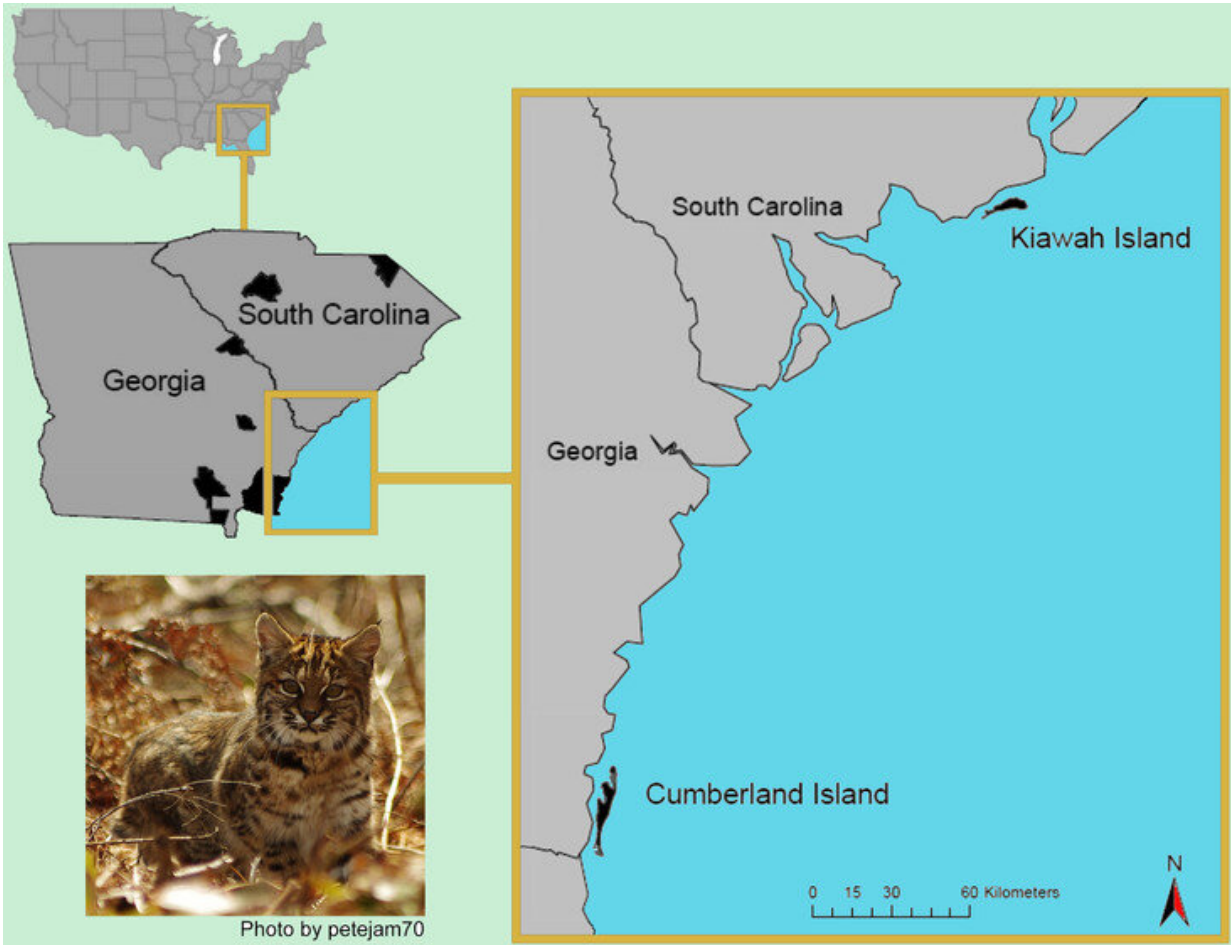 South Carolina
Georgia
South Carolina
Kiawah Island
Georgia
Cumberland Island
0 15 30 60 Kilometers
N
Photo by petejam70